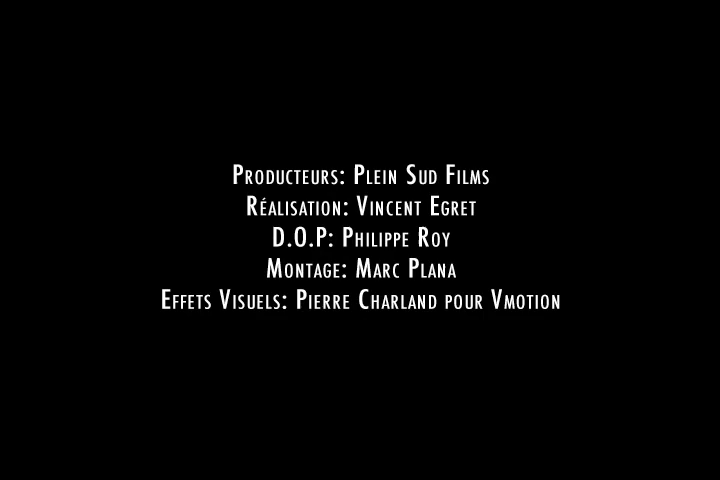 Producteurs: Plein Sud Films
Réalisation: Vincent Egret
D.O.P: Philippe Roy
Montage: Marc Plana
Effets Visuels: Pierre Charland pour Vmotion